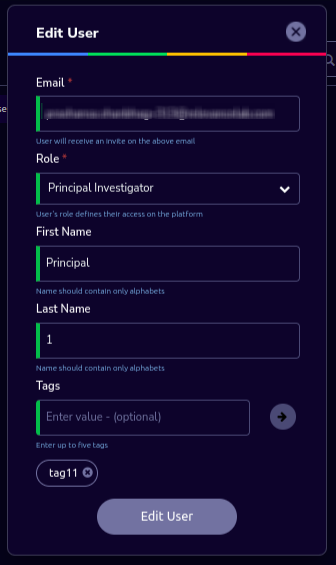 Edit User
Email *
User will receive an invite on the above email
Role *
Principal Investigator
User's role defines their access on the platform
First Name
Principal
Name should contain only alphabets
Last Name
1
Name should contain only alphabets
Tags
Enter value - (optional)
Enter up to five tags
tag11
Edit User